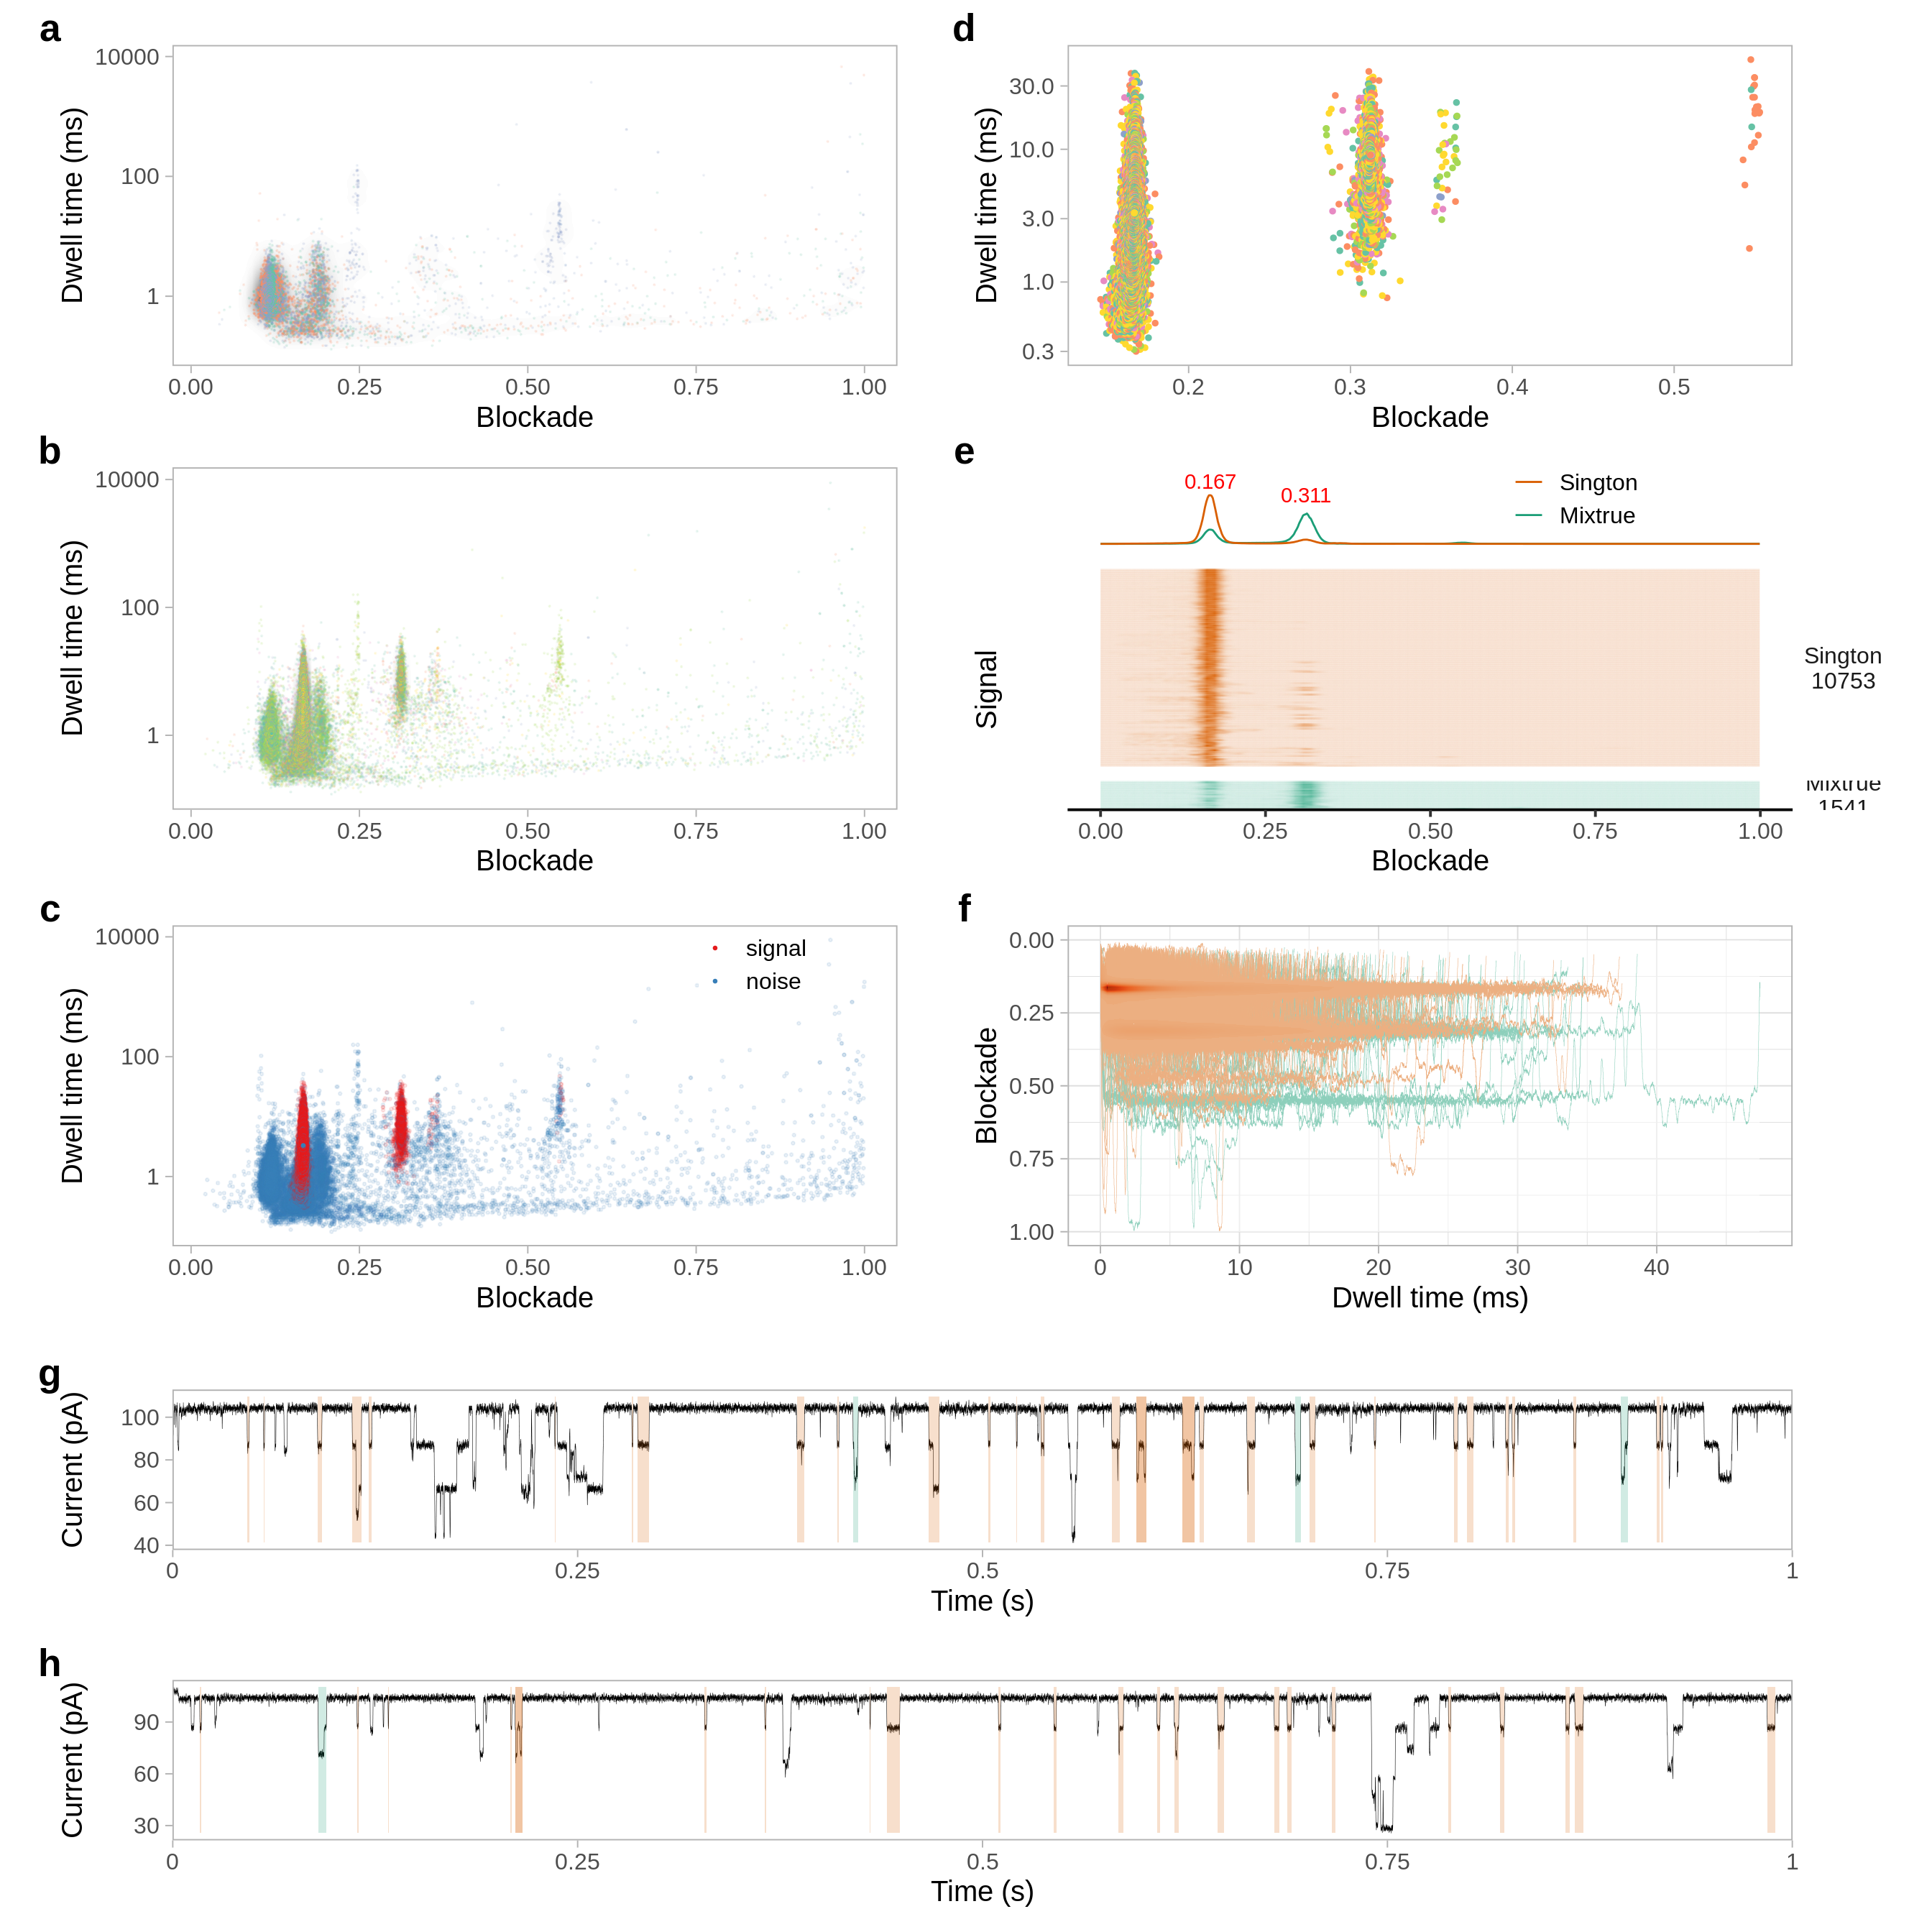 a
10000
100
1
Dwell time (ms)
0.00 0.25 0.50 0.75 1.00
Blockade
d
30.0
10.0
3.0
1.0
0.3
Dwell time (ms)
0.2 0.3 0.4 0.5
Blockade
b
10000
100
1
Dwell time (ms)
0.00 0.25 0.50 0.75 1.00
Blockade
e
0.167
0.311
Sington
Mixtrue
Signal
Sington
10753
Mixtrue
1541
0.00 0.25 0.50 0.75 1.00
Blockade
c
10000
100
1
Dwell time (ms)
signal
noise
0.00 0.25 0.50 0.75 1.00
Blockade
f
0.00
0.25
0.50
0.75
1.00
Blockade
0 10 20 30 40
Dwell time (ms)
g
100
80
60
40
Current (pA)
0 0.25 0.5 0.75 1
Time (s)
h
90
60
30
Current (pA)
0 0.25 0.5 0.75 1
Time (s)